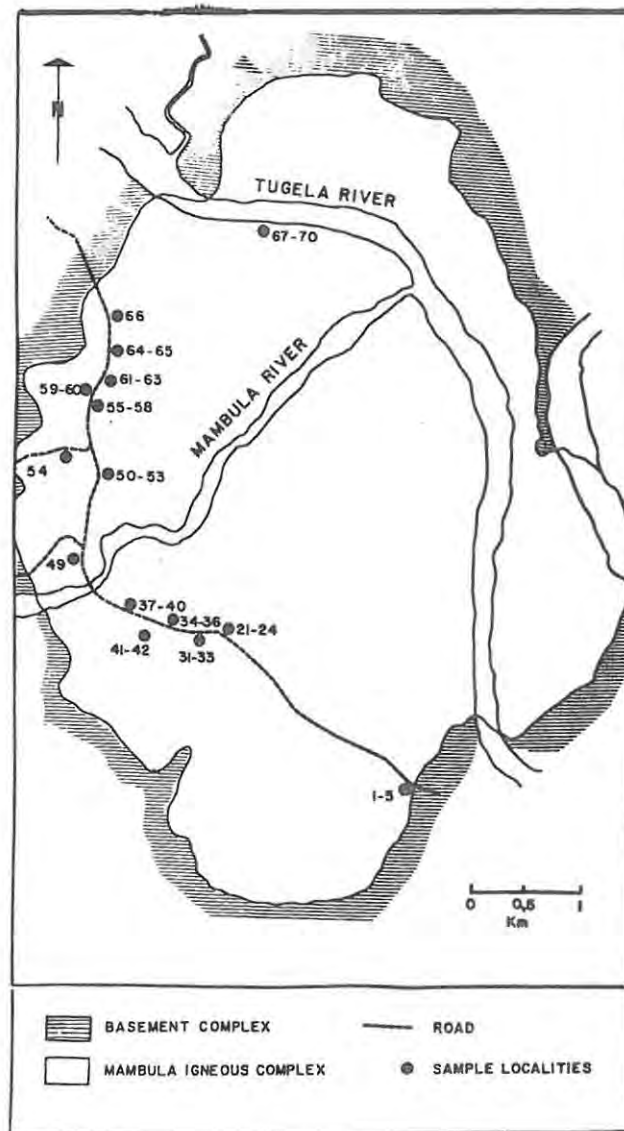 N
TUGELA RIVER
67-70
66
64-65
61-63
59-60
55-58
MAMBULA RIVER
54
50-53
49
37-40
34-36
21-24
41-42
31-33
1-5
0 0,5 1
Km
BASEMENT COMPLEX
ROAD
MAMBULA IGNEOUS COMPLEX
SAMPLE LOCALITIES